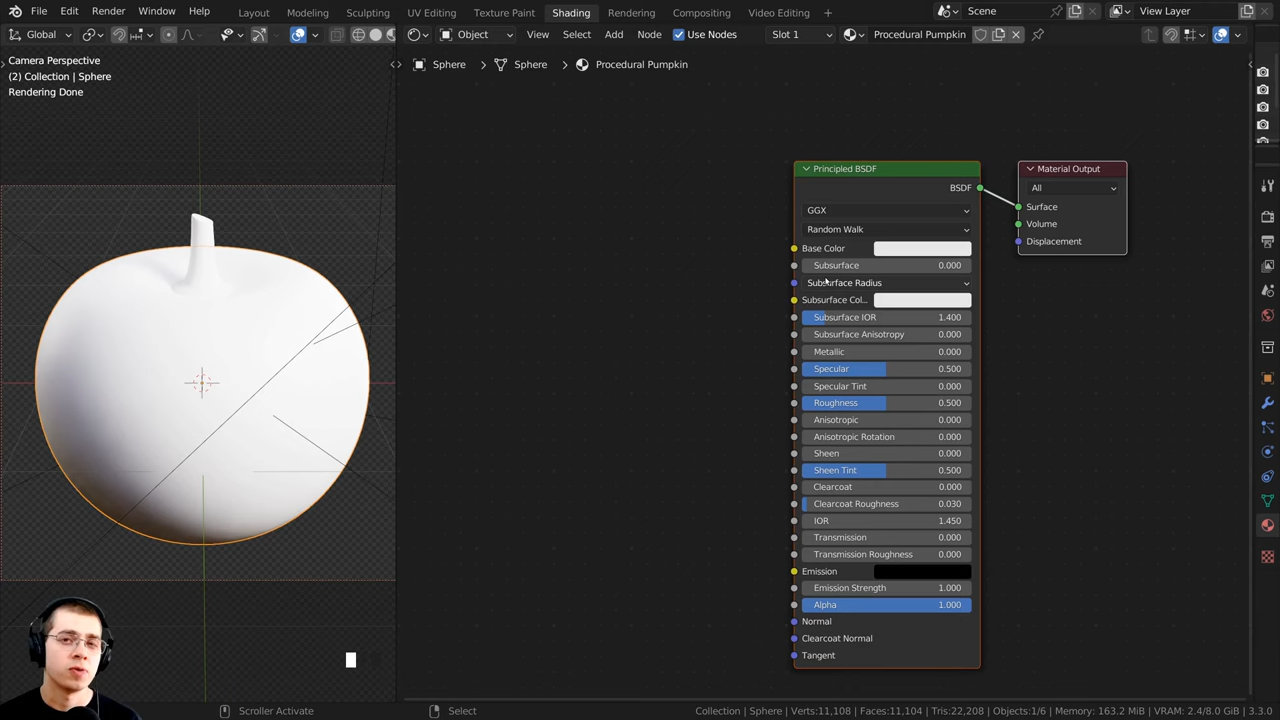 File Edit Render Window Help Layout Modeling Sculpting UV Editing Texture Paint Shading Rendering Compositing Video Editing Scene View Layer
Global Object View Select Add Node Use Nodes Slot 1 Procedural Pumpkin
Camera Perspective
(2) Collection | Sphere
Rendering Done
Sphere Sphere Procedural Pumpkin
Principled BSDF
BSDF
GGX
Random Walk
Base Color
Subsurface 0.000
Subsurface Radius
Subsurface Col...
Subsurface IOR 1.400
Subsurface Anisotropy 0.000
Metallic 0.000
Specular 0.500
Specular Tint 0.000
Roughness 0.500
Anisotropic 0.000
Anisotropic Rotation 0.000
Sheen 0.000
Sheen Tint 0.500
Clearcoat 0.000
Clearcoat Roughness 0.030
IOR 1.450
Transmission 0.000
Transmission Roughness 0.000
Emission
Emission Strength 1.000
Alpha 1.000
Normal
Clearcoat Normal
Tangent
Material Output
All
Surface
Volume
Displacement
Scroller Activate Select Collection | Sphere | Verts:11,108 | Faces:11,104 | Tris:22,208 | Objects:1/6 | Memory: 163.2 MiB | VRAM: 2.4/8.0 GiB | 3.3.0